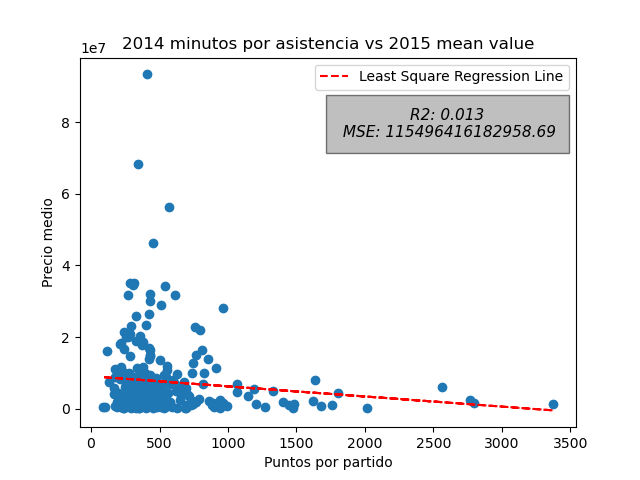 2014 minutos por asistencia vs 2015 mean value
1e7
Least Square Regression Line
R2: 0.013
MSE: 115496416182958.69
8
6
4
2
0
Precio medio
0 500 1000 1500 2000 2500 3000 3500
Puntos por partido